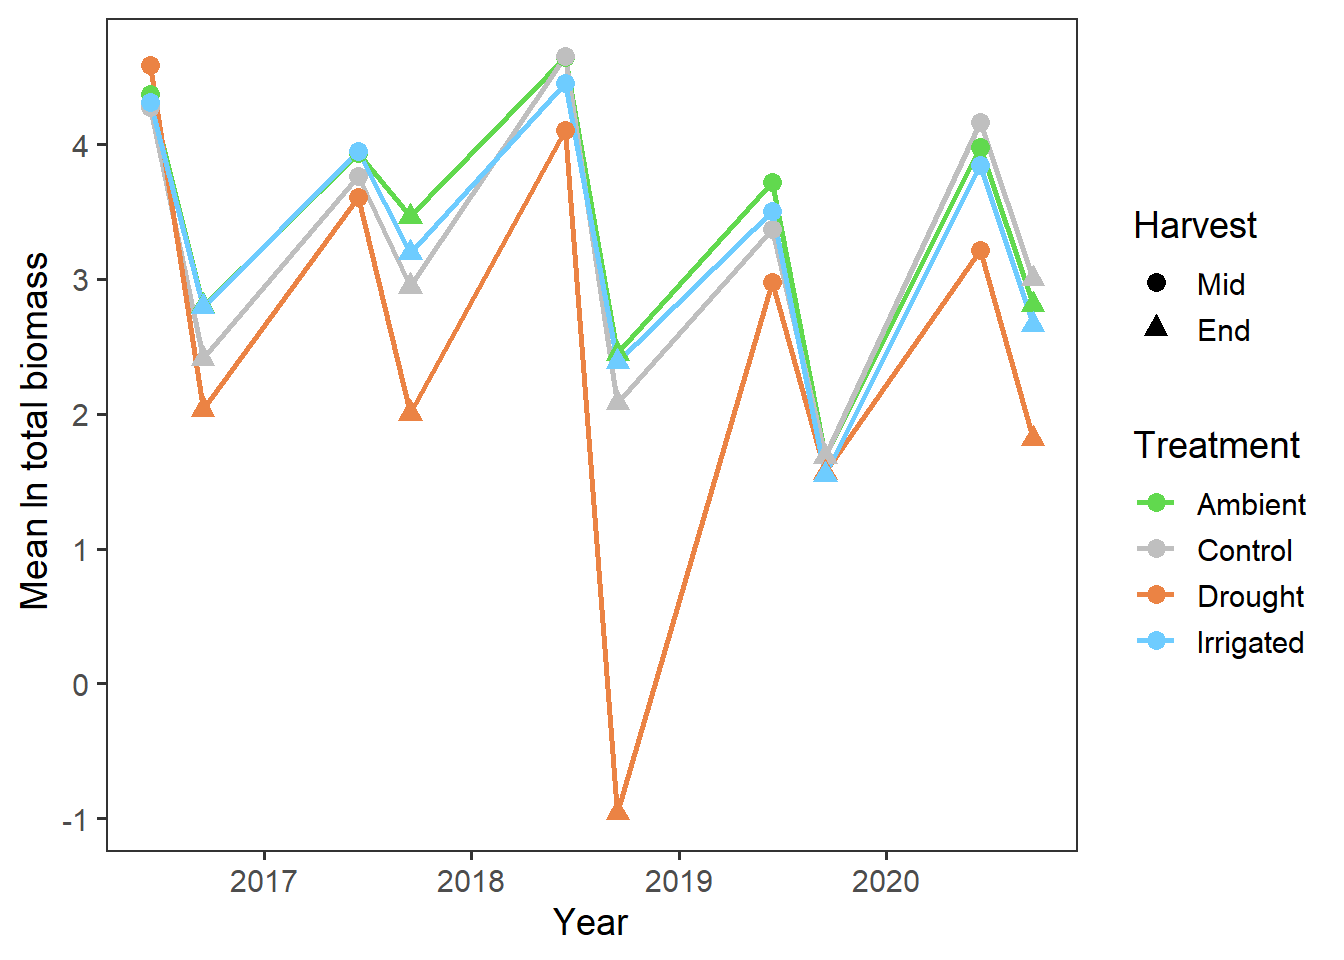 Mean ln total biomass
4
3
2
1
0
-1
2017
2018
2019
2020
Year
Harvest
Mid
End
Treatment
Ambient
Control
Drought
Irrigated